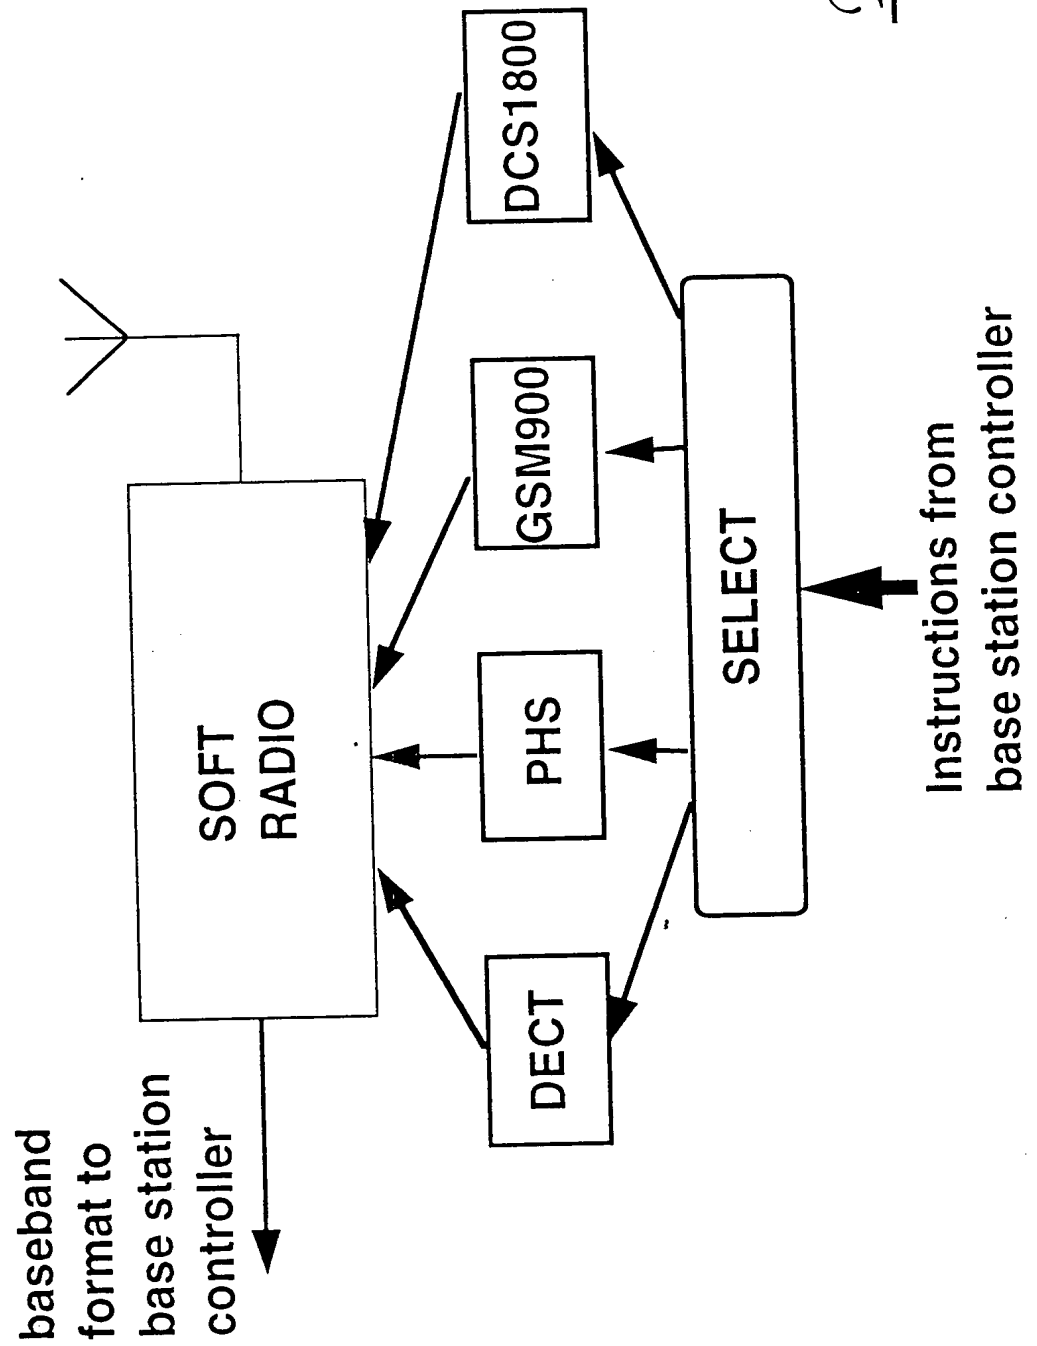 baseband
format to
base station
controller
SOFT
RADIO
DECT
PHS
GSM900
DCS1800
SELECT
Instructions from
base station controller